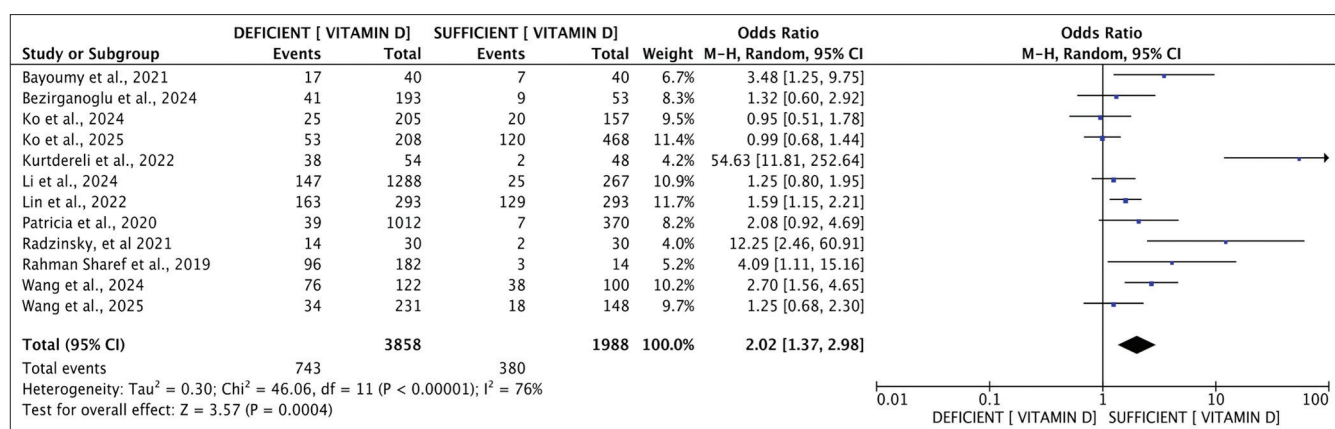 DEFICIENT [ VITAMIN D] SUFFICIENT [ VITAMIN D] Odds Ratio Odds Ratio
Study or Subgroup Events Total Events Total Weight M-H, Random, 95% CI M-H, Random, 95% CI
Bayoumy et al., 2021 17 40 7 40 6.7% 3.48 [1.25, 9.75]
Bezirganoglu et al., 2024 41 193 9 53 8.3% 1.32 [0.60, 2.92]
Ko et al., 2024 25 205 20 157 9.5% 0.95 [0.51, 1.78]
Ko et al., 2025 53 208 120 468 11.4% 0.99 [0.68, 1.44]
Kurtdereli et al., 2022 38 54 2 48 4.2% 54.63 [11.81, 252.64]
Li et al., 2024 147 1288 25 267 10.9% 1.25 [0.80, 1.95]
Lin et al., 2022 163 293 129 293 11.7% 1.59 [1.15, 2.21]
Patricia et al., 2020 39 1012 7 370 8.2% 2.08 [0.92, 4.69]
Radzinsky, et al 2021 14 30 2 30 4.0% 12.25 [2.46, 60.91]
Rahman Sharef et al., 2019 96 182 3 14 5.2% 4.09 [1.11, 15.16]
Wang et al., 2024 76 122 38 100 10.2% 2.70 [1.56, 4.65]
Wang et al., 2025 34 231 18 148 9.7% 1.25 [0.68, 2.30]
Total (95% CI) 3858 1988 100.0% 2.02 [1.37, 2.98]
Total events 743 380
Heterogeneity: Tau² = 0.30; Chi² = 46.06, df = 11 (P < 0.00001); I² = 76%
Test for overall effect: Z = 3.57 (P = 0.0004)
0.01 0.1 1 10 100
DEFICIENT [ VITAMIN D] SUFFICIENT [ VITAMIN D]